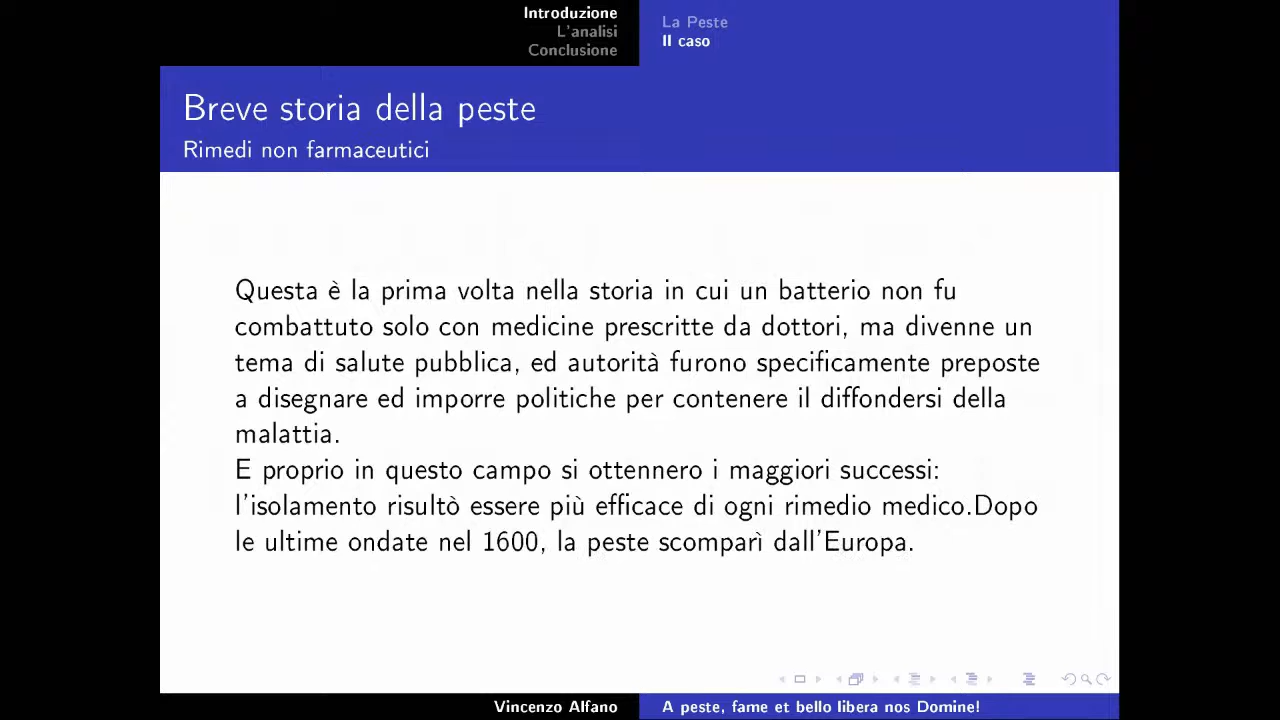 Introduzione
L'analisi
Conclusione
La Peste
Il caso
Breve storia della peste
Rimedi non farmaceutici
Questa è la prima volta nella storia in cui un batterio non fu
combattuto solo con medicine prescritte da dottori, ma divenne un
tema di salute pubblica, ed autorità furono specificamente preposte
a disegnare ed imporre politiche per contenere il diffondersi della
malattia.
E proprio in questo campo si ottennero i maggiori successi:
l'isolamento risultò essere più efficace di ogni rimedio medico.Dopo
le ultime ondate nel 1600, la peste scomparì dall'Europa.
Vincenzo Alfano
A peste, fame et bello libera nos Domine!